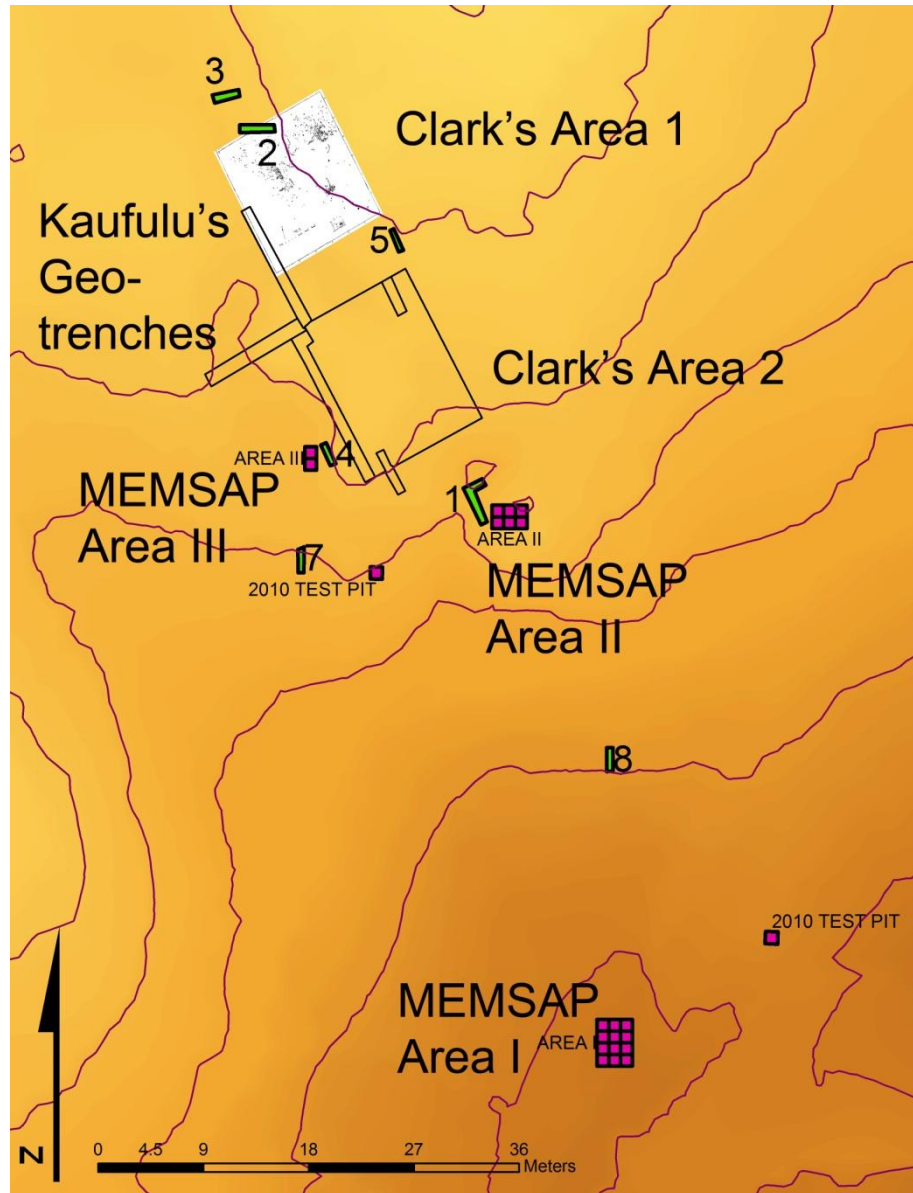 3
2
Clark's Area 1
Kaufulu's
Geo-
trenches
5
Clark's Area 2
AREA III
4
MEMSAP
Area III
1
AREA II
7
2010 TEST PIT
MEMSAP
Area II
8
2010 TEST PIT
MEMSAP
Area I
AREA I
N
0 4.5 9 18 27 36
Meters